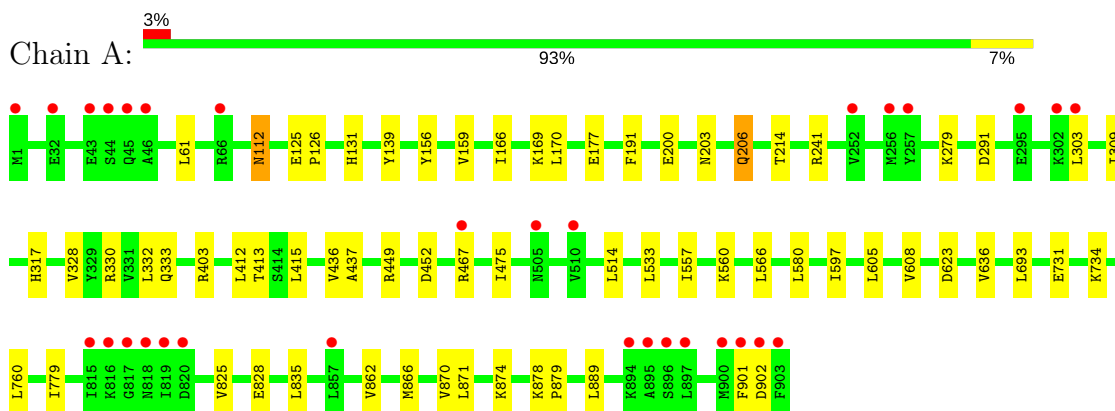 3%
Chain A:
93% 7%
M1 E32 E43 S44 Q45 A46 L61 R66 N112 E125 P126 H131 Y139 Y156 V159 I166 K169 L170 E177 F191 E200 N203 Q206 T214 R241 V252 M256 Y257 K279 D291 E295 K302 L303 I309
H317 V328 Y329 R330 V331 L332 Q333 R403 L412 T413 S414 L415 V436 A437 R449 D452 R467 I475 N505 V510 L514 L533 I557 K560 L566 L580 I597 L605 V608 D623 V636 L693 E731 K734
L760 I779 I815 K816 G817 N818 I819 D820 V825 E828 L835 L857 V862 M866 V870 L871 K874 K878 P879 L889 K894 A895 S896 L897 M900 F901 D902 F903